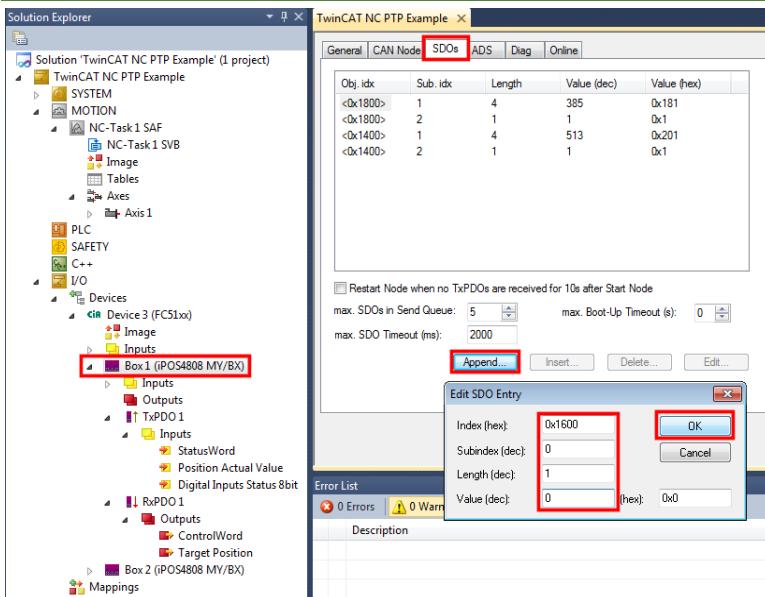 Solution Explorer
Solution 'TwinCAT NC PTP Example' (1 project)
TwinCAT NC PTP Example
SYSTEM
MOTION
NC-Task 1 SAF
NC-Task 1 SVB
Image
Tables
Axes
Axis 1
PLC
SAFETY
C++
I/O
Devices
Device 3 (FC51xx)
Image
Inputs
Box 1 (iPOS4808 MY/BX)
Inputs
Outputs
TxPDO 1
Inputs
StatusWord
Position Actual Value
Digital Inputs Status 8bit
RxPDO 1
Outputs
ControlWord
Target Position
Box 2 (iPOS4808 MY/BX)
Mappings
TwinCAT NC PTP Example
General CAN Node SDOs ADS Diag Online
Obj. idx Sub. idx Length Value (dec) Value (hex)
<0x1800> 1 4 385 0x181
<0x1800> 2 1 1 0x1
<0x1400> 1 4 513 0x201
<0x1400> 2 1 1 0x1
Restart Node when no TxPDOs are received for 10s after Start Node
max. SDOs in Send Queue: 5 max. Boot-Up Timeout (s): 0
max. SDO Timeout (ms): 2000
Append... Insert... Delete... Edit...
Edit SDO Entry
Index (hex): 0x1600 OK
Subindex (dec): 0 Cancel
Length (dec): 1
Value (dec): 0 (hex): 0x0
Error List
0 Errors 0 Warn
Description